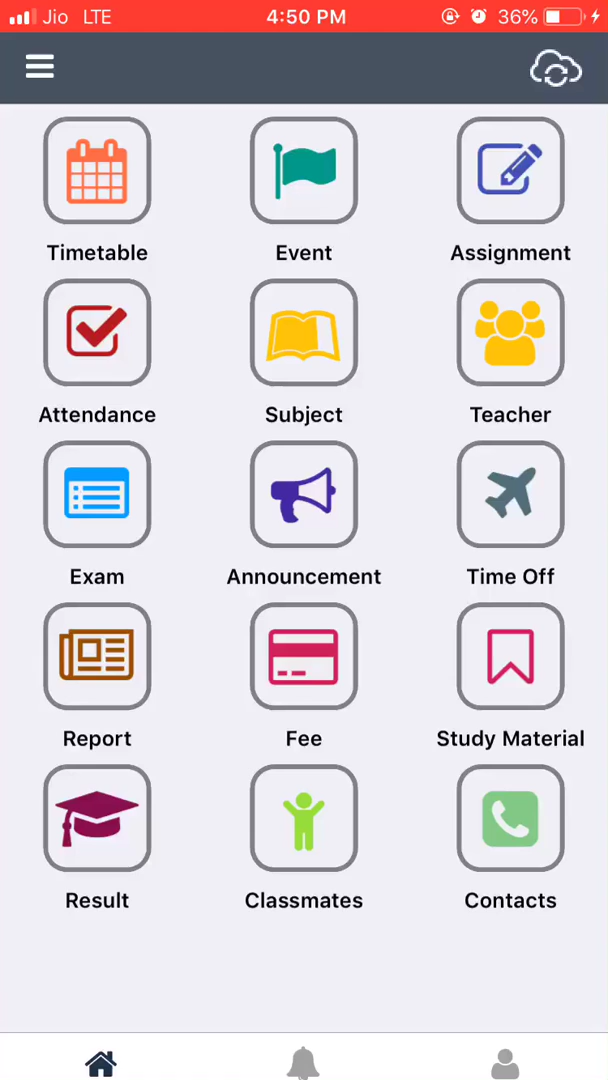 Jio LTE 4:50 PM 36%
Timetable Event Assignment
Attendance Subject Teacher
Exam Announcement Time Off
Report Fee Study Material
Result Classmates Contacts